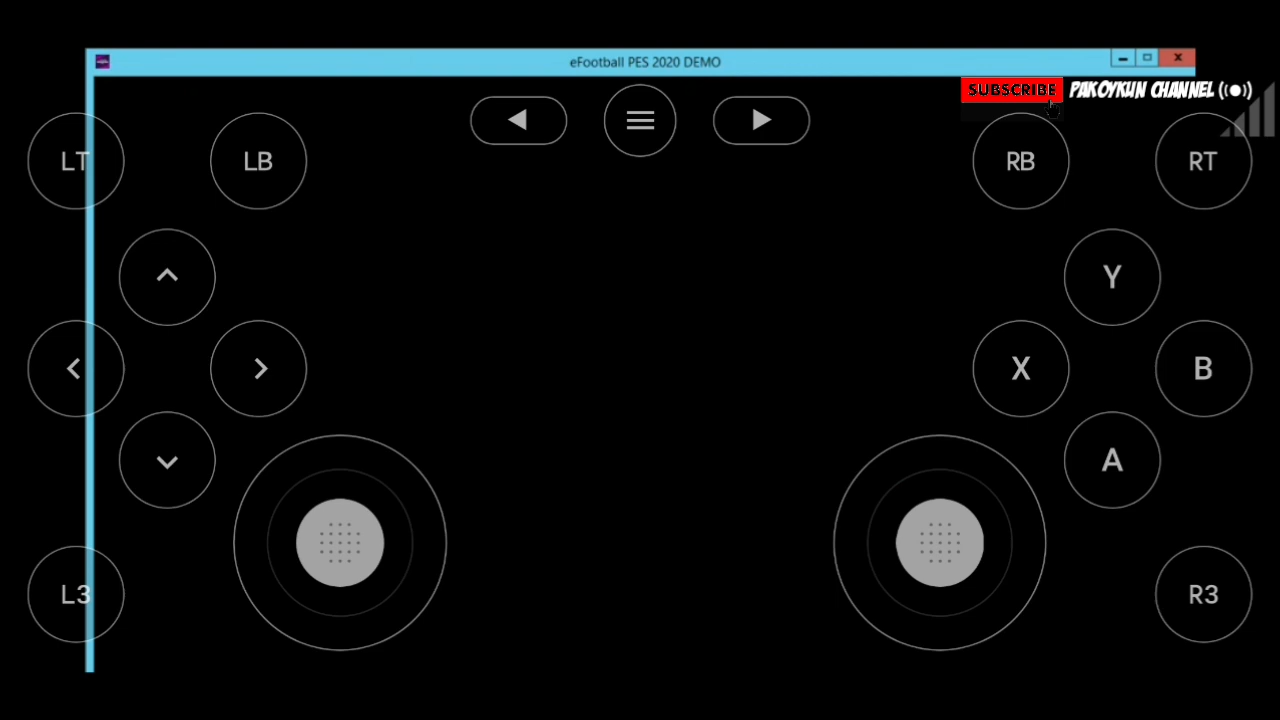 eFootball PES 2020 DEMO
SUBSCRIBE PAKOYKUN CHANNEL
LT LB RB RT
Y
X B
A
L3 R3